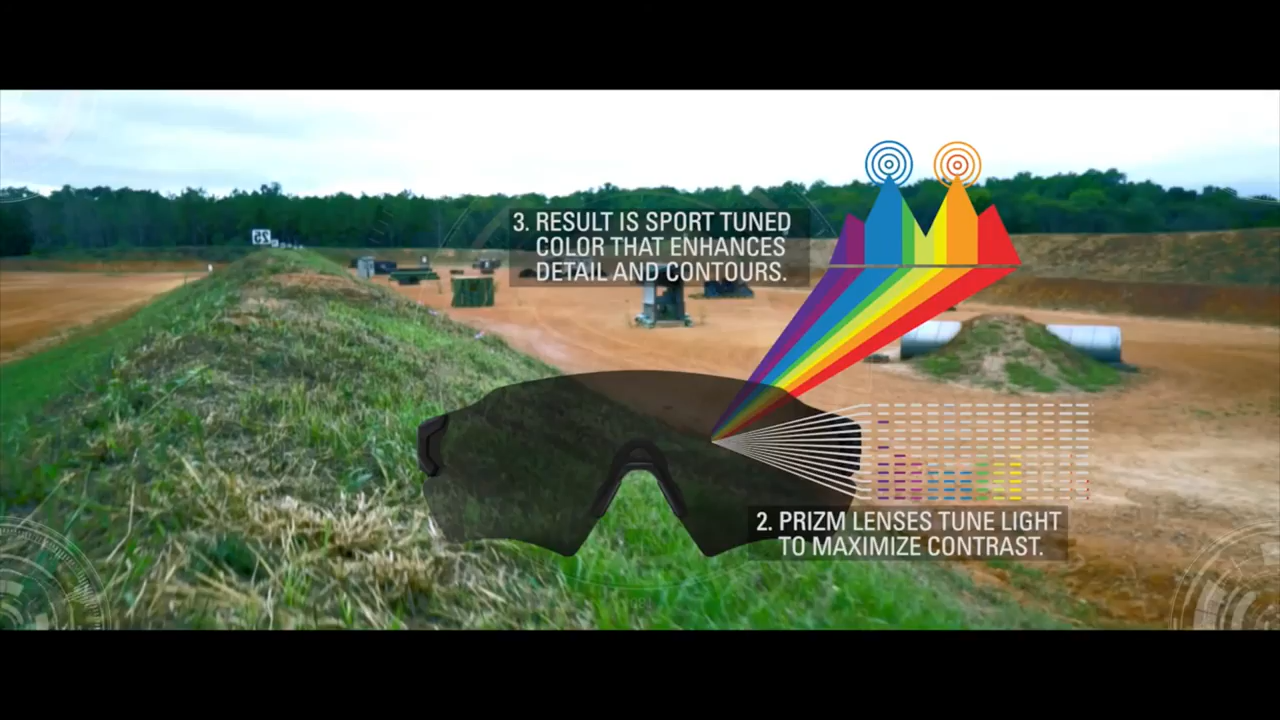 3. RESULT IS SPORT TUNED
COLOR THAT ENHANCES
DETAIL AND CONTOURS.
25
2. PRIZM LENSES TUNE LIGHT
TO MAXIMIZE CONTRAST.